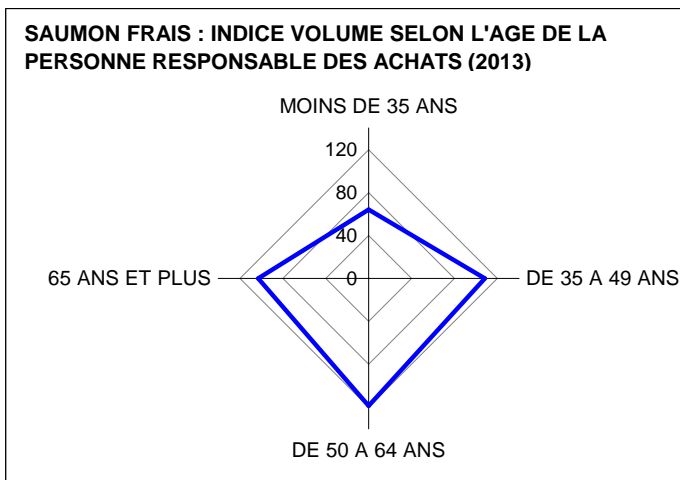 SAUMON FRAIS : INDICE VOLUME SELON L'AGE DE LA
PERSONNE RESPONSABLE DES ACHATS (2013)
MOINS DE 35 ANS
120
80
40
0
65 ANS ET PLUS
DE 35 A 49 ANS
DE 50 A 64 ANS